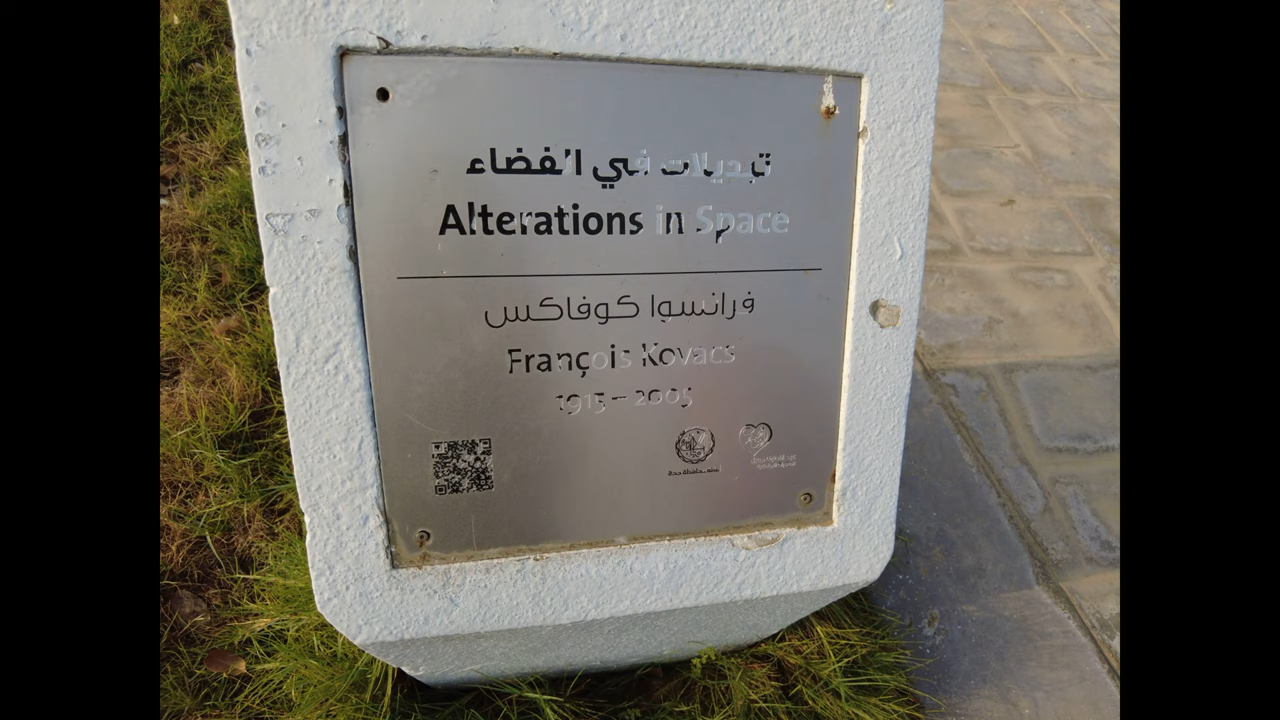 تبديلات في الفضاء
Alterations in Space
فرانسوا كوفاكس
François Kovacs
1915 – 2005